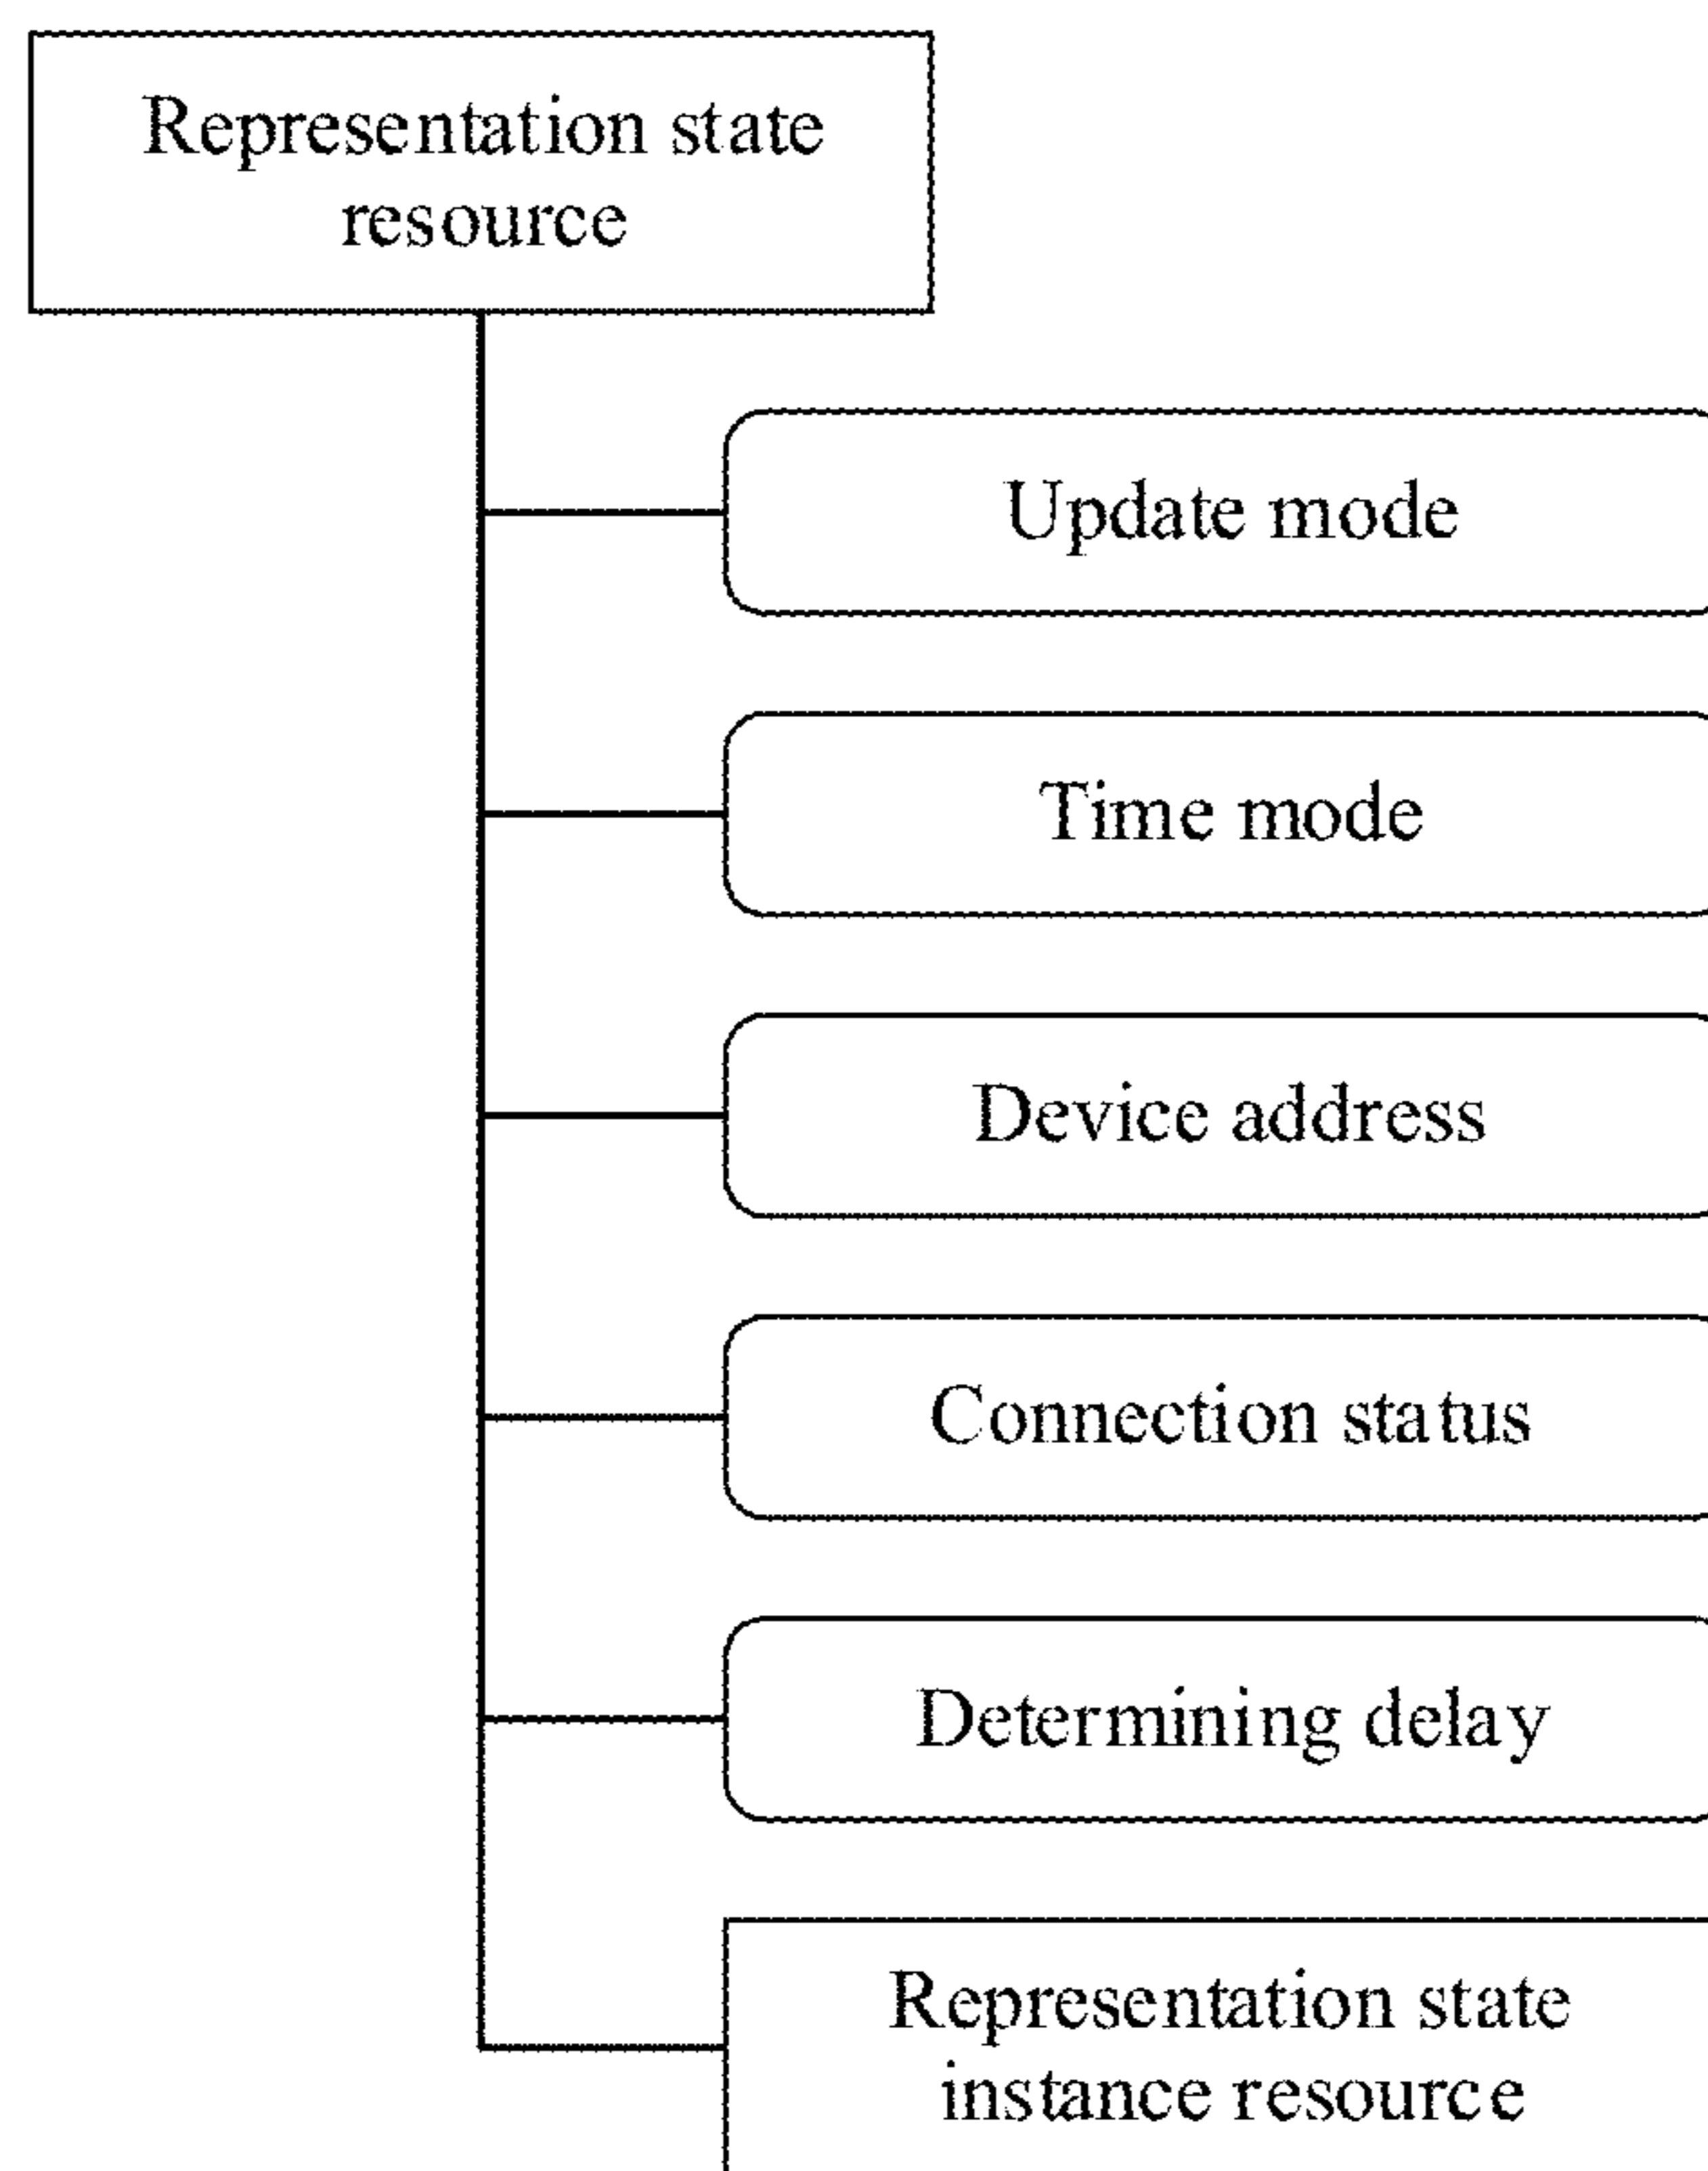 Representation state
resource
Update mode
Time mode
Device address
Connection status
Determining delay
Representation state
instance resource